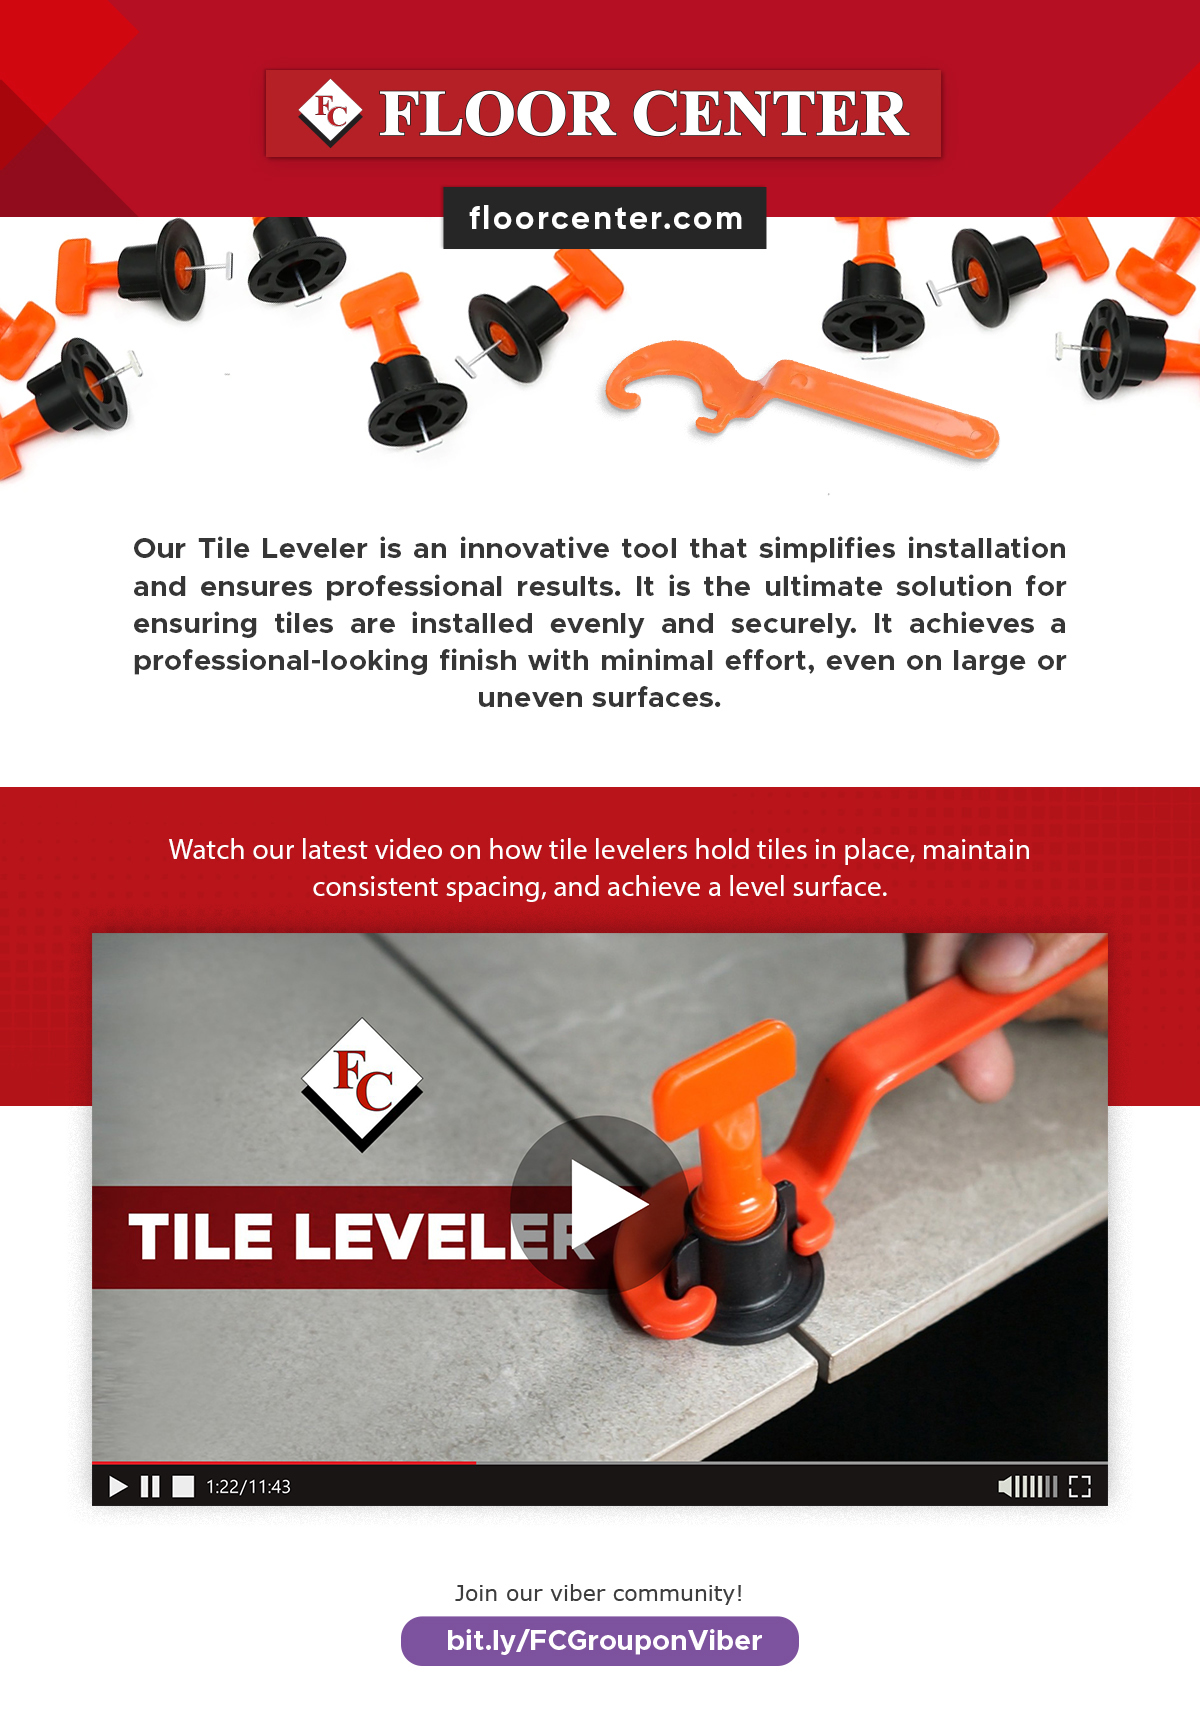 FC FLOOR CENTER
floorcenter.com
Our Tile Leveler is an innovative tool that simplifies installation
and ensures professional results. It is the ultimate solution for
ensuring tiles are installed evenly and securely. It achieves a
professional-looking finish with minimal effort, even on large or
uneven surfaces.
Watch our latest video on how tile levelers hold tiles in place, maintain
consistent spacing, and achieve a level surface.
FC
TILE LEVELER
1:22/11:43
Join our viber community!
bit.ly/FCGrouponViber